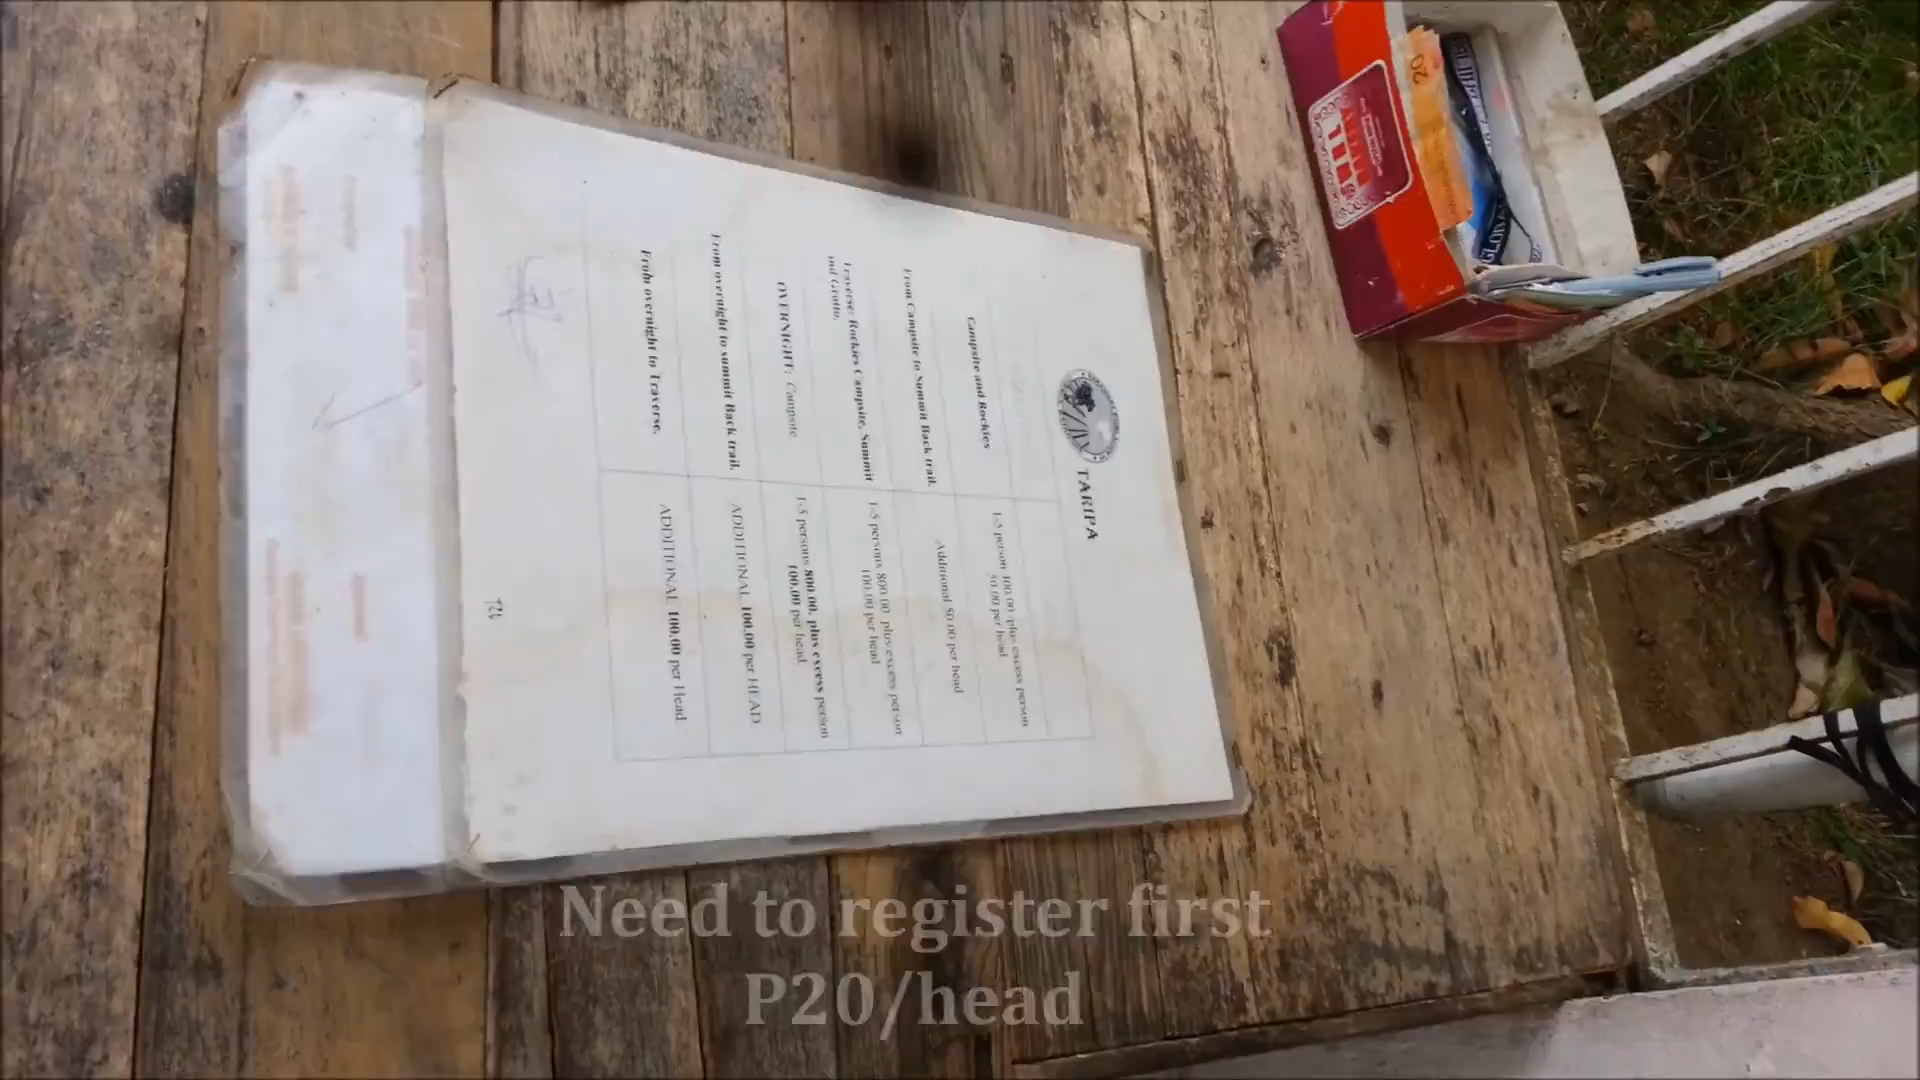 TARIPA
Campsite and Rockies
1-5 person 400.00 plus excess person
50.00 per head
From Campsite to Summit Back trail.
Additional 50.00 per head
Traverse: Rockies Campsite, Summit
and Grotto.
1-5 persons 800.00 plus excess person
100.00 per head
OVERNIGHT: Campsite
1-5 persons 800.00, plus excess person
100.00 per head
From overnight to summit Back trail.
ADDITIONAL 100.00 per HEAD
From overnight to Traverse.
ADDITIONAL 100.00 per Head
20
Need to register first
P20/head